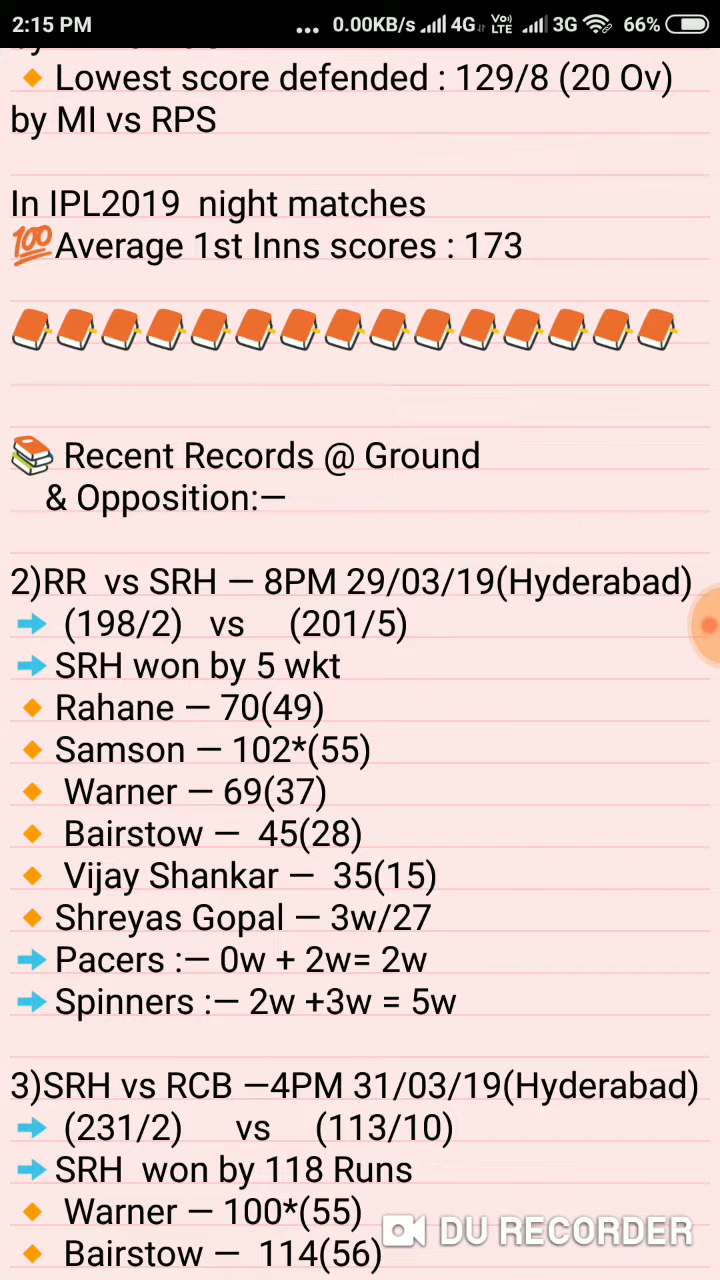 2:15 PM ... 0.00KB/s 4G VoLTE 3G 66%
🔸Lowest score defended : 129/8 (20 Ov)
by MI vs RPS
In IPL2019 night matches
💯Average 1st Inns scores : 173
📚 Recent Records @ Ground
& Opposition:—
2)RR vs SRH — 8PM 29/03/19(Hyderabad)
➡ (198/2) vs (201/5)
➡ SRH won by 5 wkt
🔸Rahane — 70(49)
🔸Samson — 102*(55)
🔸 Warner — 69(37)
🔸 Bairstow — 45(28)
🔸 Vijay Shankar — 35(15)
🔸Shreyas Gopal — 3w/27
➡ Pacers :— 0w + 2w= 2w
➡ Spinners :— 2w +3w = 5w
3)SRH vs RCB —4PM 31/03/19(Hyderabad)
➡ (231/2) vs (113/10)
➡ SRH won by 118 Runs
🔸 Warner — 100*(55)
🔸 Bairstow — 114(56)
DU RECORDER